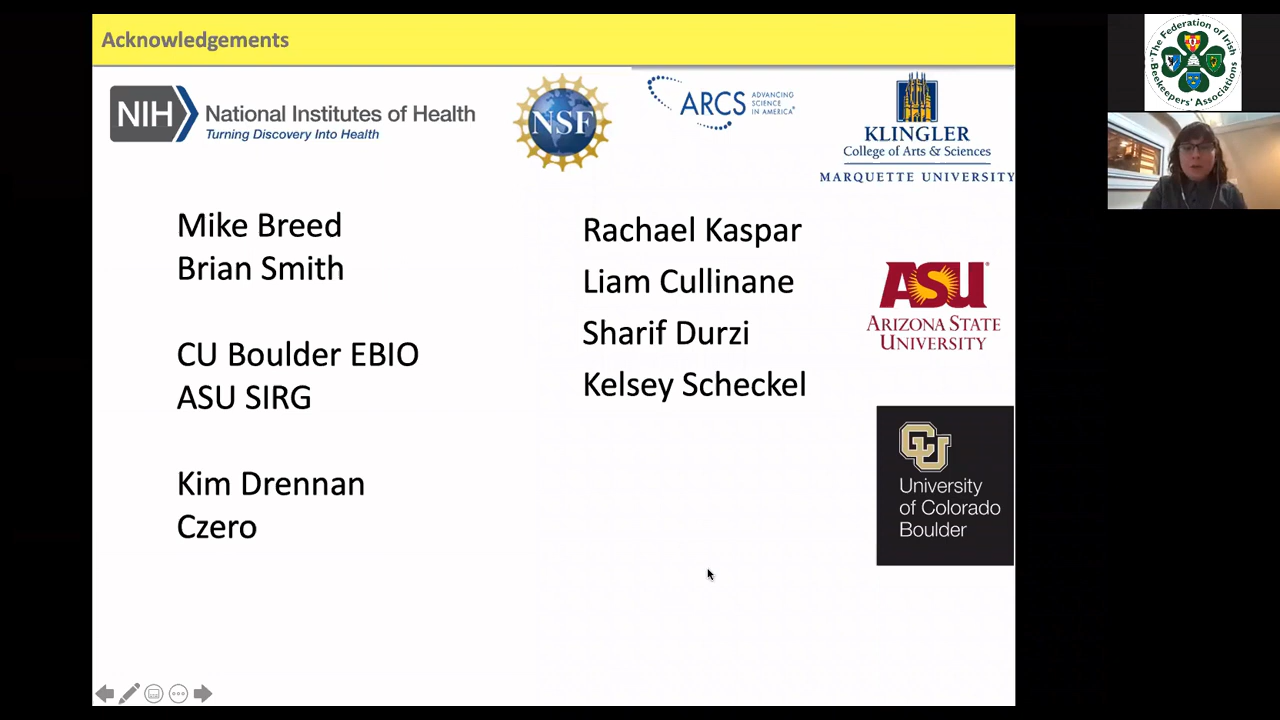 Acknowledgements
NIH
National Institutes of Health
Turning Discovery Into Health
NSF
ARCS
ADVANCING
SCIENCE
IN AMERICA®
KLINGLER
College of Arts & Sciences
MARQUETTE UNIVERSITY
Mike Breed
Brian Smith
CU Boulder EBIO
ASU SIRG
Kim Drennan
Czero
Rachael Kaspar
Liam Cullinane
Sharif Durzi
Kelsey Scheckel
ASU®
ARIZONA STATE
UNIVERSITY
CU
University
of Colorado
Boulder
The Federation of Irish
Beekeepers' Associations